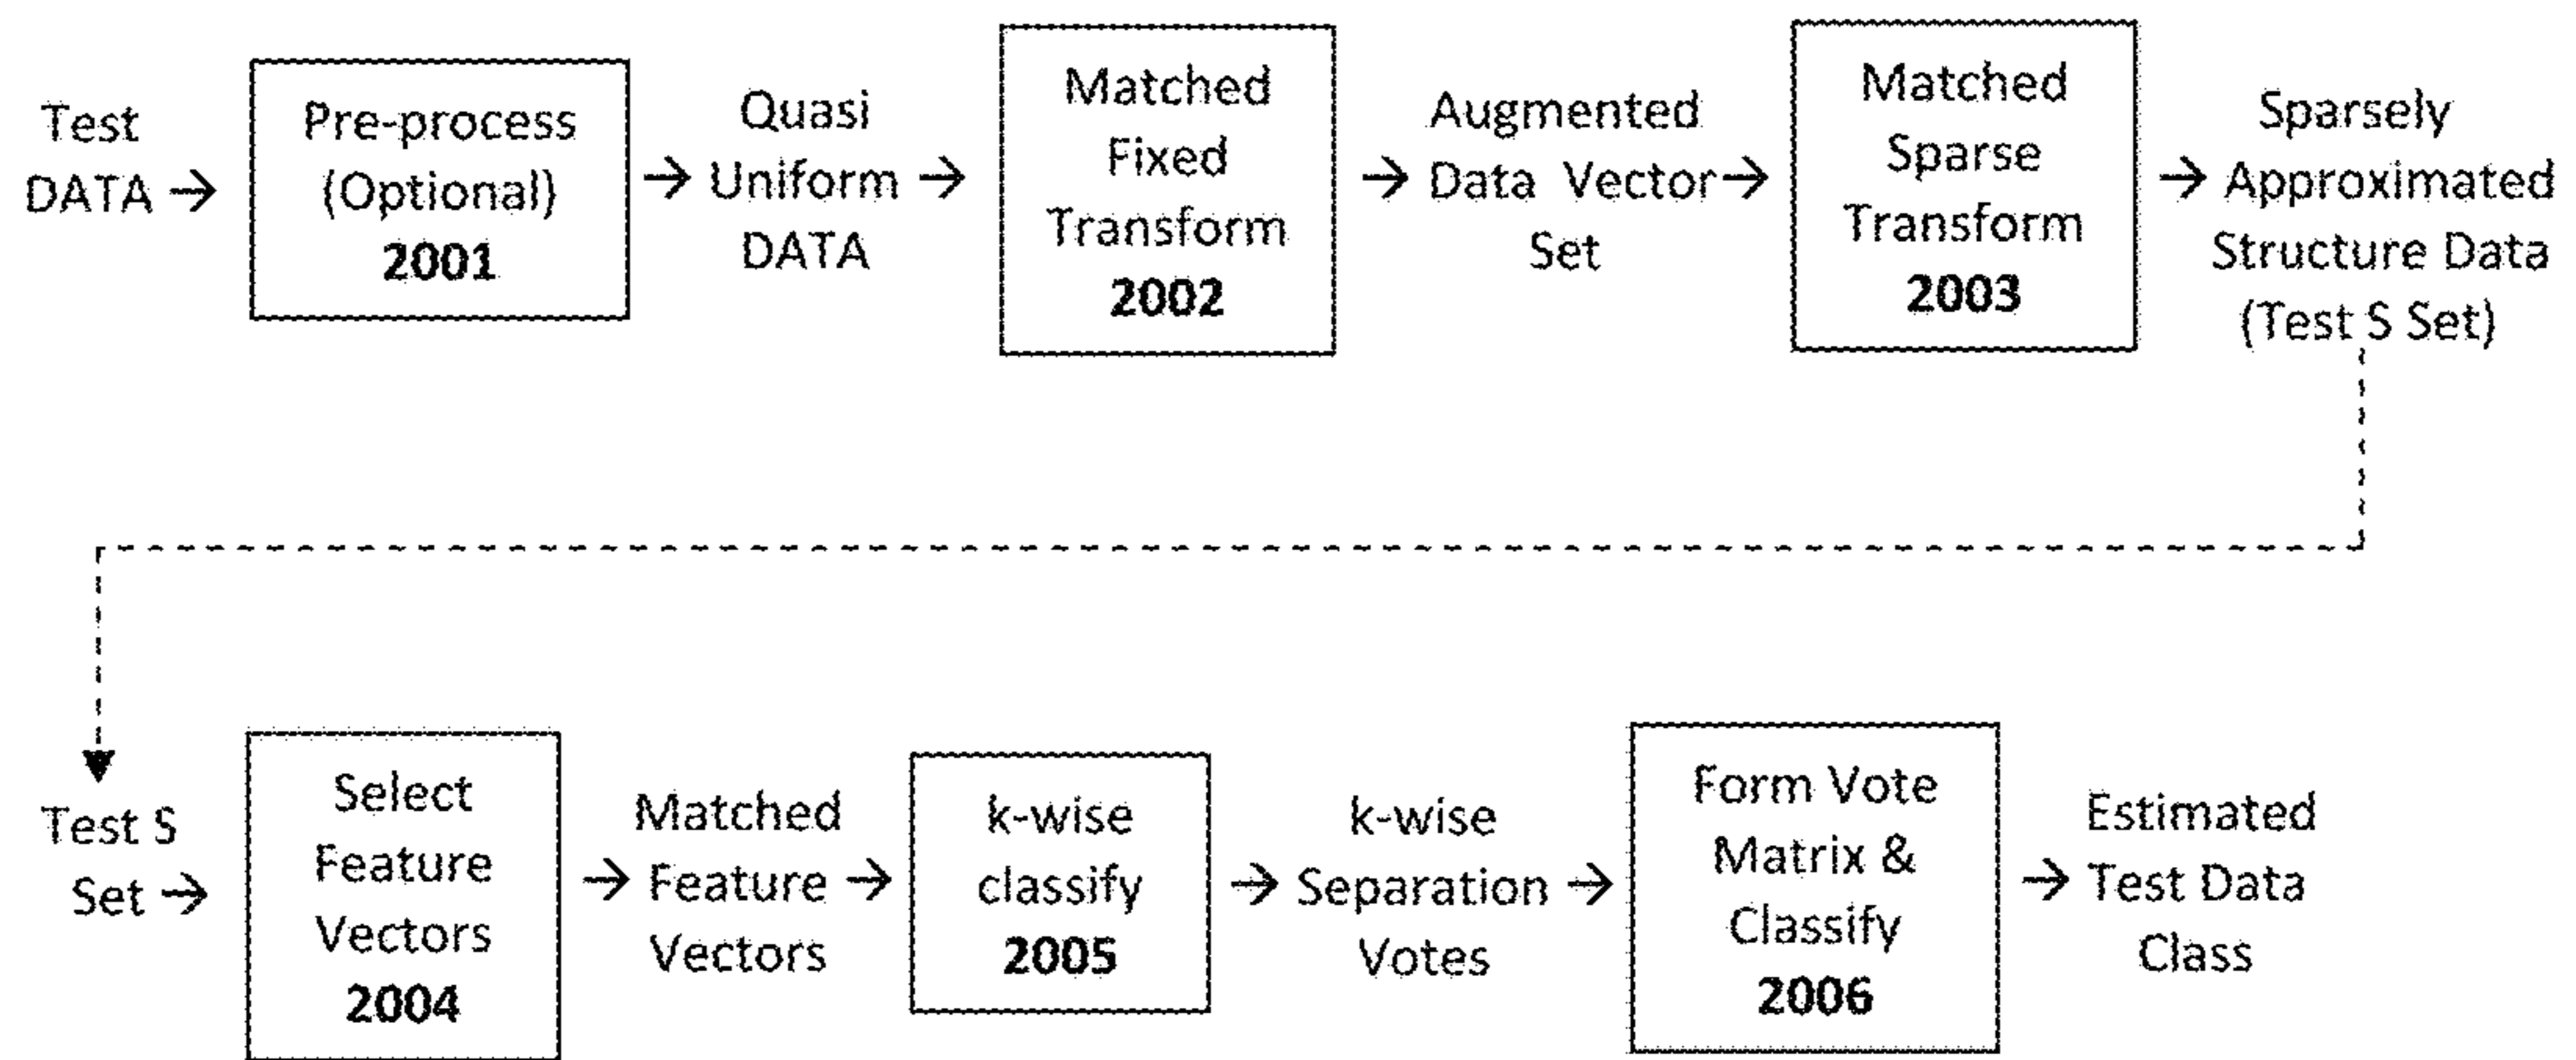 Test
DATA →
Pre-process
(Optional)
2001
→
Quasi
Uniform →
DATA
Matched
Fixed
Transform
2002
→
Augmented
Data Vector →
Set
Matched
Sparse
Transform
2003
→
Sparsely
Approximated
Structure Data
(Test S Set)
Test S
Set →
Select
Feature
Vectors
2004
→
Matched
Feature →
Vectors
k-wise
classify
2005
→
k-wise
Separation →
Votes
Form Vote
Matrix &
Classify
2006
→
Estimated
Test Data
Class